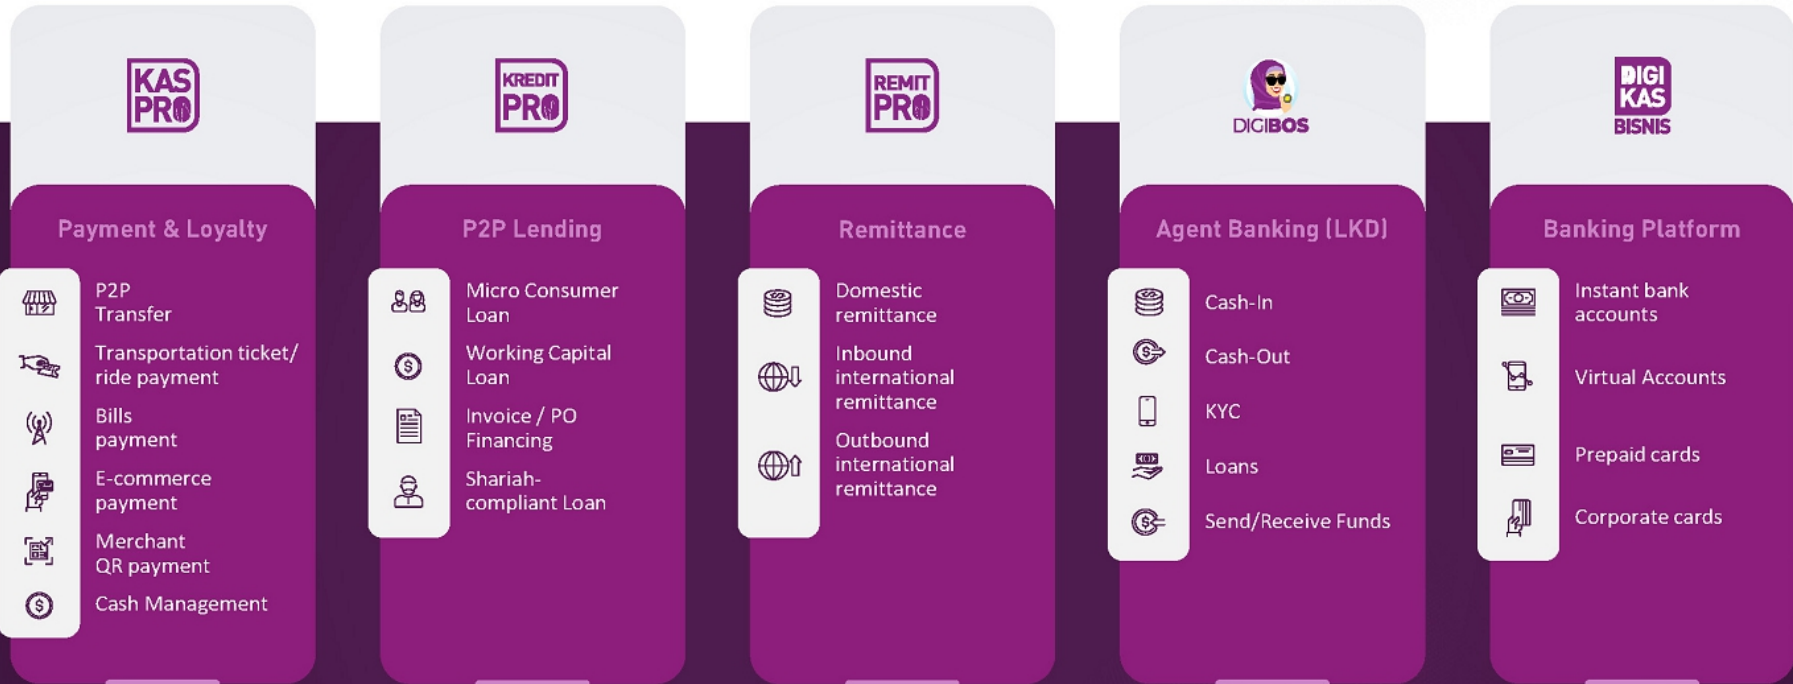 KAS
PRO
Payment & Loyalty
P2P
Transfer
Transportation ticket/
ride payment
Bills
payment
E-commerce
payment
Merchant
QR payment
Cash Management
KREDIT
PRO
P2P Lending
Micro Consumer
Loan
Working Capital
Loan
Invoice / PO
Financing
Shariah-
compliant Loan
REMIT
PRO
Remittance
Domestic
remittance
Inbound
international
remittance
Outbound
international
remittance
DIGIBOS
Agent Banking (LKD)
Cash-In
Cash-Out
KYC
Loans
Send/Receive Funds
DIGI
KAS
BISNIS
Banking Platform
Instant bank
accounts
Virtual Accounts
Prepaid cards
Corporate cards